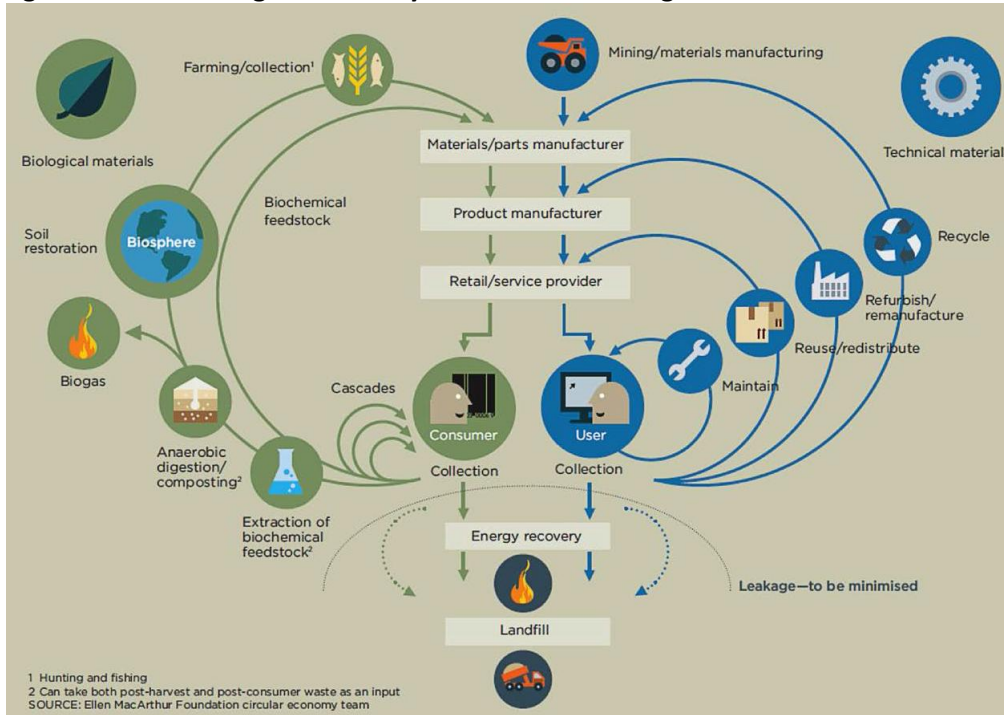 Farming/collection¹
Mining/materials manufacturing
Biological materials
Technical material
Materials/parts manufacturer
Biochemical
feedstock
Product manufacturer
Soil
restoration
Biosphere
Recycle
Retail/service provider
Refurbish/
remanufacture
Biogas
Reuse/redistribute
Cascades
Maintain
Consumer
User
Anaerobic
digestion/
composting²
Collection
Collection
Extraction of
biochemical
feedstock²
Energy recovery
Leakage—to be minimised
Landfill
1 Hunting and fishing
2 Can take both post-harvest and post-consumer waste as an input
SOURCE: Ellen MacArthur Foundation circular economy team